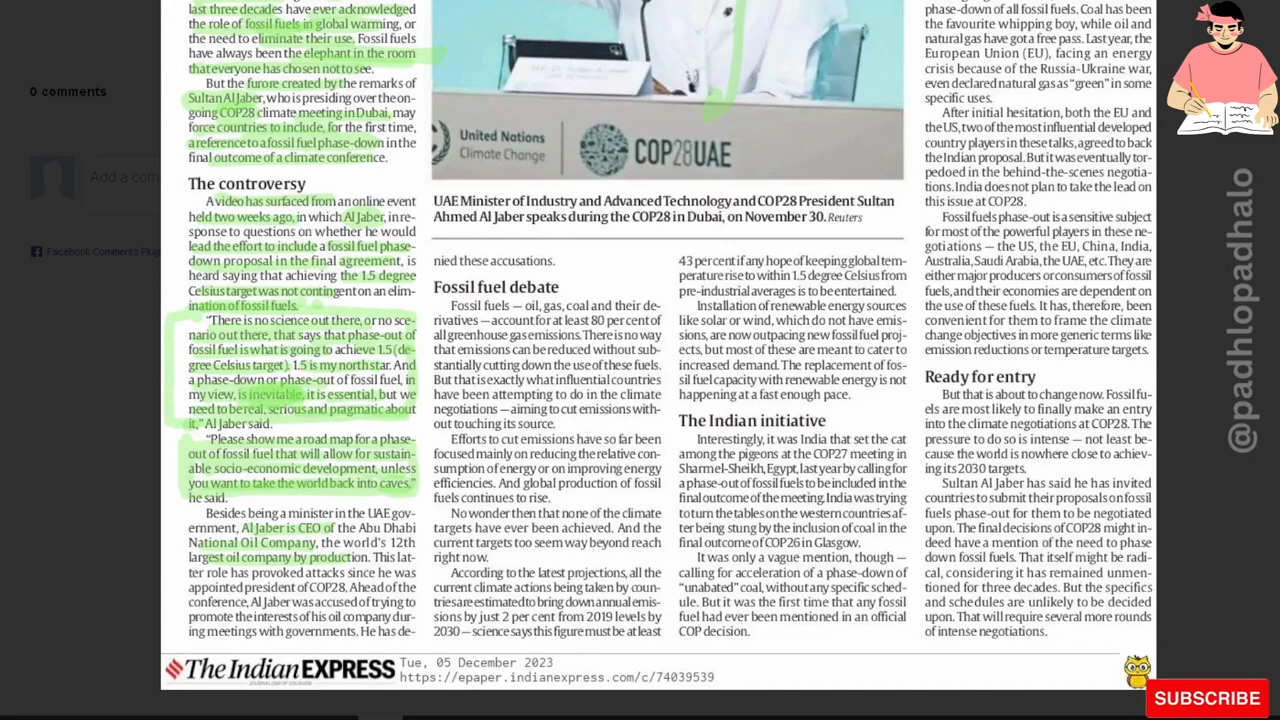 0 comments
Add a com
Facebook Comments Plug
last three decades have ever acknowledged
the role of fossil fuels in global warming, or
the need to eliminate their use. Fossil fuels
have always been the elephant in the room
that everyone has chosen not to see.
But the furore created by the remarks of
Sultan Al Jaber, who is presiding over the on-
going COP28 climate meeting in Dubai, may
force countries to include, for the first time,
a reference to a fossil fuel phase-down in the
final outcome of a climate conference.
The controversy
A video has surfaced from an online event
held two weeks ago, in which Al Jaber, in re-
sponse to questions on whether he would
lead the effort to include a fossil fuel phase-
down proposal in the final agreement, is
heard saying that achieving the 1.5 degree
Celsius target was not contingent on an elim-
ination of fossil fuels.
“There is no science out there, or no sce-
nario out there, that says that phase-out of
fossil fuel is what is going to achieve 1.5 (de-
gree Celsius target). 1.5 is my north star. And
a phase-down or phase-out of fossil fuel, in
my view, is inevitable, it is essential, but we
need to be real, serious and pragmatic about
it,” Al Jaber said.
“Please show me a road map for a phase-
out of fossil fuel that will allow for sustain-
able socio-economic development, unless
you want to take the world back into caves,”
he said.
Besides being a minister in the UAE gov-
ernment, Al Jaber is CEO of the Abu Dhabi
National Oil Company, the world’s 12th
largest oil company by production. This lat-
ter role has provoked attacks since he was
appointed president of COP28. Ahead of the
conference, Al Jaber was accused of trying to
promote the interests of his oil company dur-
ing meetings with governments. He has de-
United Nations
Climate Change
COP28UAE
UAE Minister of Industry and Advanced Technology and COP28 President Sultan
Ahmed Al Jaber speaks during the COP28 in Dubai, on November 30. Reuters
nied these accusations.
Fossil fuel debate
Fossil fuels — oil, gas, coal and their de-
rivatives — account for at least 80 per cent of
all greenhouse gas emissions. There is no way
that emissions can be reduced without sub-
stantially cutting down the use of these fuels.
But that is exactly what influential countries
have been attempting to do in the climate
negotiations — aiming to cut emissions with-
out touching its source.
Efforts to cut emissions have so far been
focused mainly on reducing the relative con-
sumption of energy or on improving energy
efficiencies. And global production of fossil
fuels continues to rise.
No wonder then that none of the climate
targets have ever been achieved. And the
current targets too seem way beyond reach
right now.
According to the latest projections, all the
current climate actions being taken by coun-
tries are estimated to bring down annual emis-
sions by just 2 per cent from 2019 levels by
2030 — science says this figure must be at least
43 per cent if any hope of keeping global tem-
perature rise to within 1.5 degree Celsius from
pre-industrial averages is to be entertained.
Installation of renewable energy sources
like solar or wind, which do not have emis-
sions, are now outpacing new fossil fuel proj-
ects, but most of these are meant to cater to
increased demand. The replacement of fos-
sil fuel capacity with renewable energy is not
happening at a fast enough pace.
The Indian initiative
Interestingly, it was India that set the cat
among the pigeons at the COP27 meeting in
Sharmel-Sheikh, Egypt, last year by calling for
a phase-out of fossil fuels to be included in the
final outcome of the meeting. India was trying
to turn the tables on the western countries af-
ter being stung by the inclusion of coal in the
final outcome of COP26 in Glasgow.
It was only a vague mention, though —
calling for acceleration of a phase-down of
“unabated” coal, without any specific sched-
ule. But it was the first time that any fossil
fuel had ever been mentioned in an official
COP decision.
phase-down of all fossil fuels. Coal has been
the favourite whipping boy, while oil and
natural gas have got a free pass. Last year, the
European Union (EU), facing an energy
crisis because of the Russia-Ukraine war,
even declared natural gas as “green” in some
specific uses.
After initial hesitation, both the EU and
the US, two of the most influential developed
country players in these talks, agreed to back
the Indian proposal. But it was eventually tor-
pedoed in the behind-the-scenes negotia-
tions. India does not plan to take the lead on
this issue at COP28.
Fossil fuels phase-out is a sensitive subject
for most of the powerful players in these ne-
gotiations — the US, the EU, China, India,
Australia, Saudi Arabia, the UAE, etc. They are
either major producers or consumers of fossil
fuels, and their economies are dependent on
the use of these fuels. It has, therefore, been
convenient for them to frame the climate
change objectives in more generic terms like
emission reductions or temperature targets.
Ready for entry
But that is about to change now. Fossil fu-
els are most likely to finally make an entry
into the climate negotiations at COP28. The
pressure to do so is intense — not least be-
cause the world is nowhere close to achiev-
ing its 2030 targets.
Sultan Al Jaber has said he has invited
countries to submit their proposals on fossil
fuels phase-out for them to be negotiated
upon. The final decisions of COP28 might in-
deed have a mention of the need to phase
down fossil fuels. That itself might be radi-
cal, considering it has remained unmen-
tioned for three decades. But the specifics
and schedules are unlikely to be decided
upon. That will require several more rounds
of intense negotiations.
The Indian EXPRESS
JOURNALISM OF COURAGE
Tue, 05 December 2023
https://epaper.indianexpress.com/c/74039539
@padhlopadhalo
SUBSCRIBE